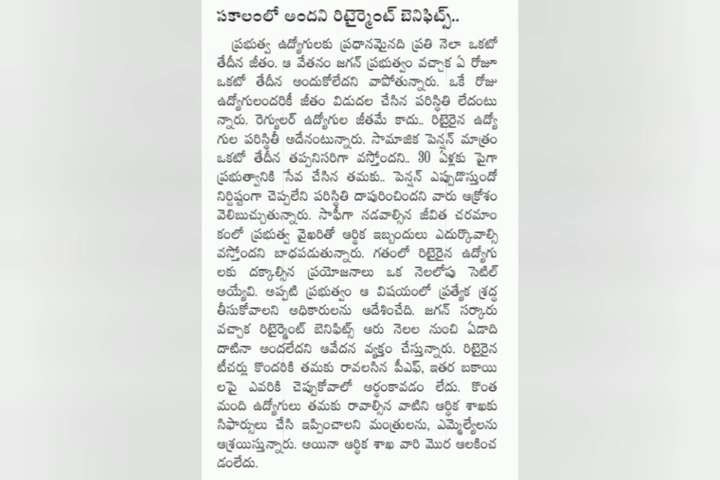 సకాలంలో అందని రిటైర్మెంట్ బెనిఫిట్స్..
ప్రభుత్వ ఉద్యోగులకు ప్రధానమైనది ప్రతి నెలా ఒకటో
తేదీన జీతం. ఆ వేతనం జగన్ ప్రభుత్వం వచ్చాక ఏ రోజూ
ఒకటో తేదీన అందుకోలేదని వాపోతున్నారు. ఒకే రోజు
ఉద్యోగులందరికీ జీతం విడుదల చేసిన పరిస్థితి లేదంటు
న్నారు. రెగ్యులర్ ఉద్యోగుల జీతమే కాదు.. రిటైరైన ఉద్యో
గుల పరిస్థితీ అదేనంటున్నారు. సామాజిక పెన్షన్ మాత్రం
ఒకటో తేదీన తప్పనిసరిగా వస్తోందని.. 30 ఏళ్లకు పైగా
ప్రభుత్వానికి సేవ చేసిన తమకు.. పెన్షన్ ఎప్పుడొస్తుందో
నిర్దిష్టంగా చెప్పలేని పరిస్థితి దాపురించిందని వారు ఆక్రోశం
వెలిబుచ్చుతున్నారు. సాఫీగా నడవాల్సిన జీవిత చరమాం
కంలో ప్రభుత్వ వైఖరితో ఆర్థిక ఇబ్బందులు ఎదుర్కోవాల్సి
వస్తోందని బాధపడుతున్నారు. గతంలో రిటైరైన ఉద్యోగు
లకు దక్కాల్సిన ప్రయోజనాలు ఒక నెలలోపు సెటిల్
అయ్యేవి. అప్పటి ప్రభుత్వం ఆ విషయంలో ప్రత్యేక శ్రద్ధ
తీసుకోవాలని అధికారులను ఆదేశించేది. జగన్ సర్కారు
వచ్చాక రిటైర్మెంట్ బెనిఫిట్స్ ఆరు నెలల నుంచి ఏడాది
దాటినా అందలేదని ఆవేదన వ్యక్తం చేస్తున్నారు. రిటైరైన
టీచర్లు కొందరికి తమకు రావలసిన పీఎఫ్, ఇతర బకాయి
లపై ఎవరికి చెప్పుకోవాలో అర్థంకావడం లేదు. కొంత
మంది ఉద్యోగులు తమకు రావాల్సిన వాటిని ఆర్థిక శాఖకు
సిఫార్సులు చేసి ఇప్పించాలని మంత్రులను, ఎమ్మెల్యేలను
ఆశ్రయిస్తున్నారు. అయినా ఆర్థిక శాఖ వారి మొర ఆలకించ
డంలేదు.